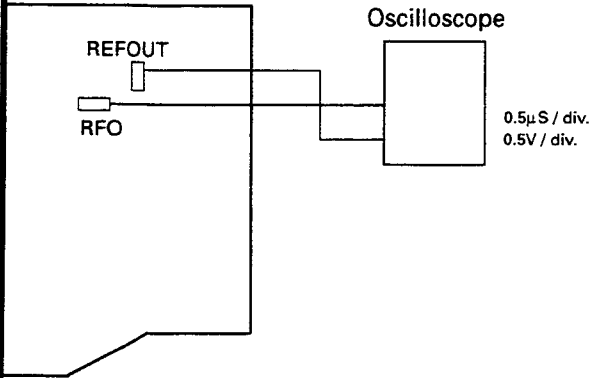 Oscilloscope
REFOUT
RFO
0.5μS / div.
0.5V / div.